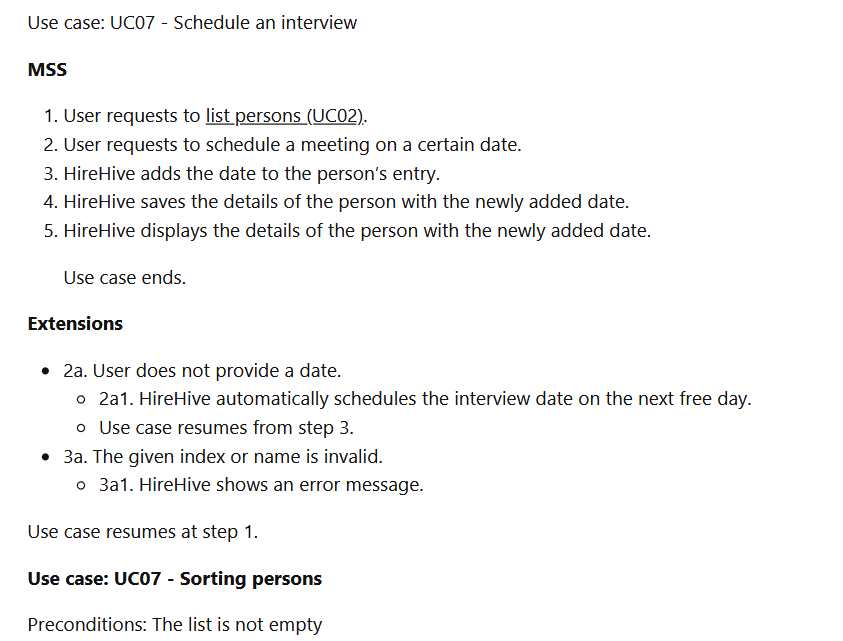 Use case: UC07 - Schedule an interview
MSS
1. User requests to list persons (UC02).
2. User requests to schedule a meeting on a certain date.
3. HireHive adds the date to the person's entry.
4. HireHive saves the details of the person with the newly added date.
5. HireHive displays the details of the person with the newly added date.
Use case ends.
Extensions
• 2a. User does not provide a date.
◦ 2a1. HireHive automatically schedules the interview date on the next free day.
◦ Use case resumes from step 3.
• 3a. The given index or name is invalid.
◦ 3a1. HireHive shows an error message.
Use case resumes at step 1.
Use case: UC07 - Sorting persons
Preconditions: The list is not empty